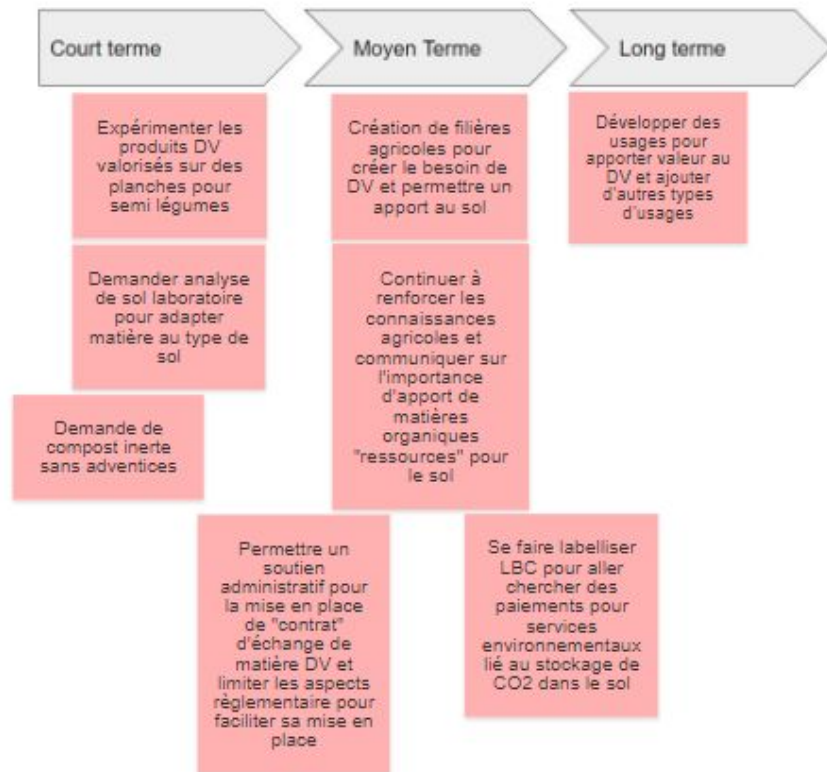 Court terme
Moyen Terme
Long terme
Expérimenter les
produits DV
valorisés sur des
planches pour
semi légumes
Demander analyse
de sol laboratoire
pour adapter
matière au type de
sol
Demande de
compost inerte
sans adventices
Création de filières
agricoles pour
créer le besoin de
DV et permettre un
apport au sol
Continuer à
renforcer les
connaissances
agricoles et
communiquer sur
l'importance
d'apport de
matières
organiques
"ressources" pour
le sol
Permettre un
soutien
administratif pour
la mise en place
de "contrat"
d'échange de
matière DV et
limiter les aspects
règlementaire pour
faciliter sa mise en
place
Développer des
usages pour
apporter valeur au
DV et ajouter
d'autres types
d'usages
Se faire labelliser
LBC pour aller
chercher des
paiements pour
services
environnementaux
lié au stockage de
CO2 dans le sol